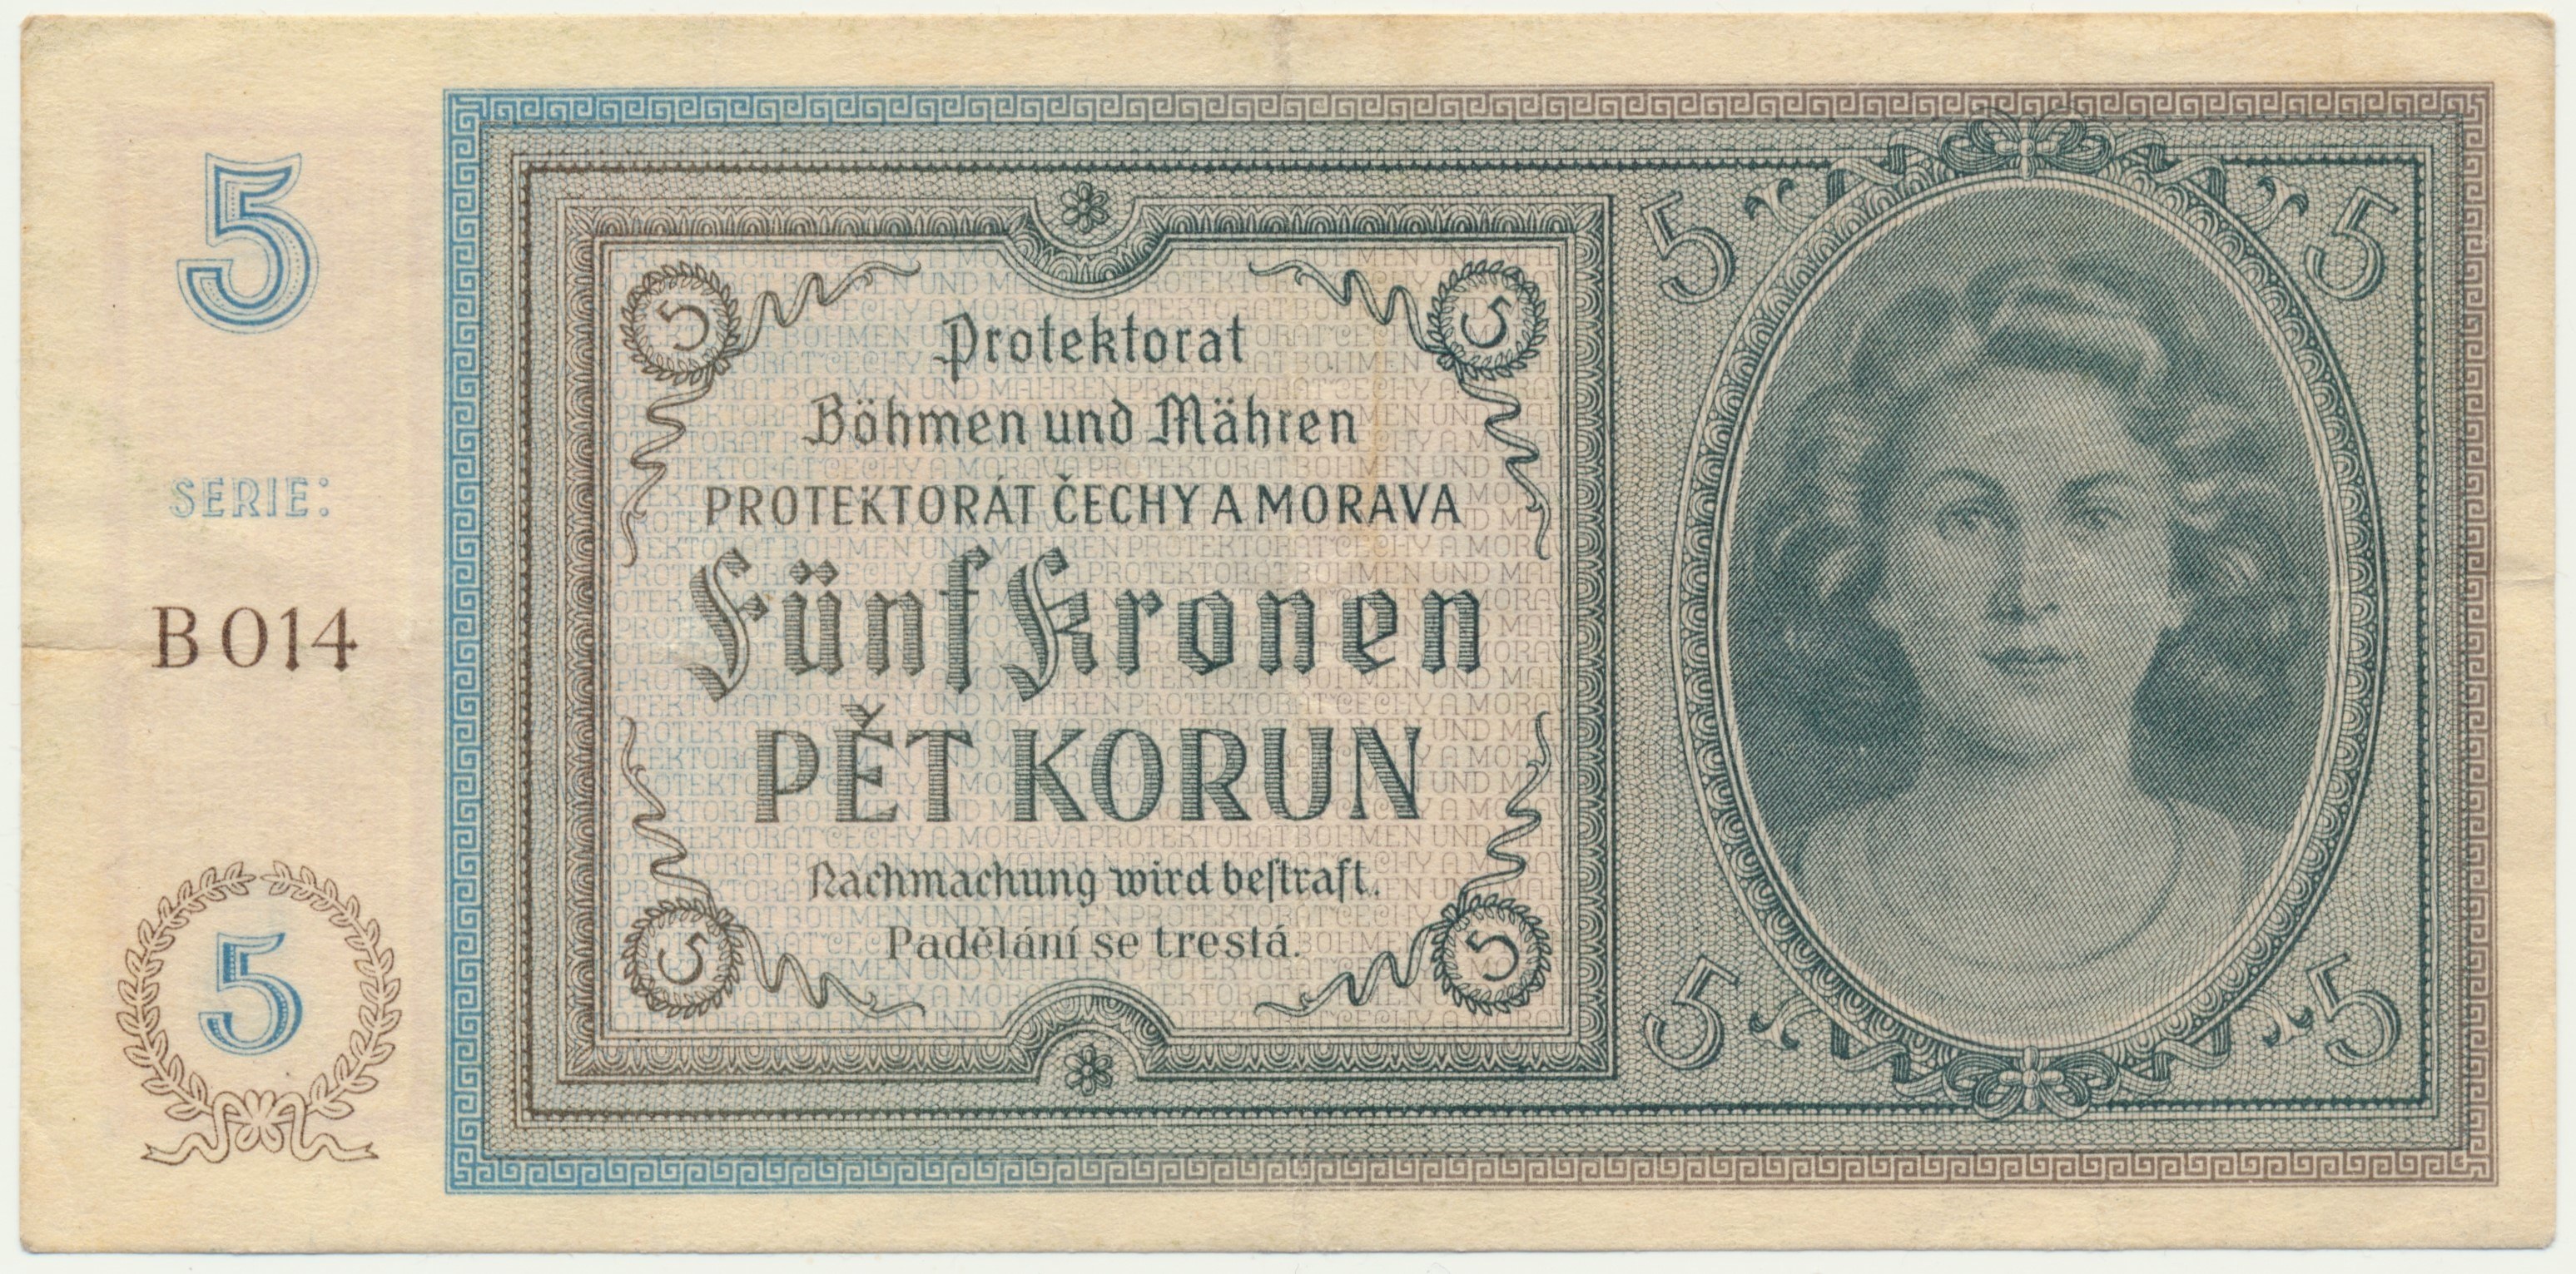 5
SERIE:
B 014
5
5
5
Protektorat
Böhmen und Mähren
PROTEKTORÁT ČECHY A MORAVA
Fünf Kronen
PĚT KORUN
Nachmachung wird beſtraft.
Padělání se trestá.
5
5
5
5
5
5